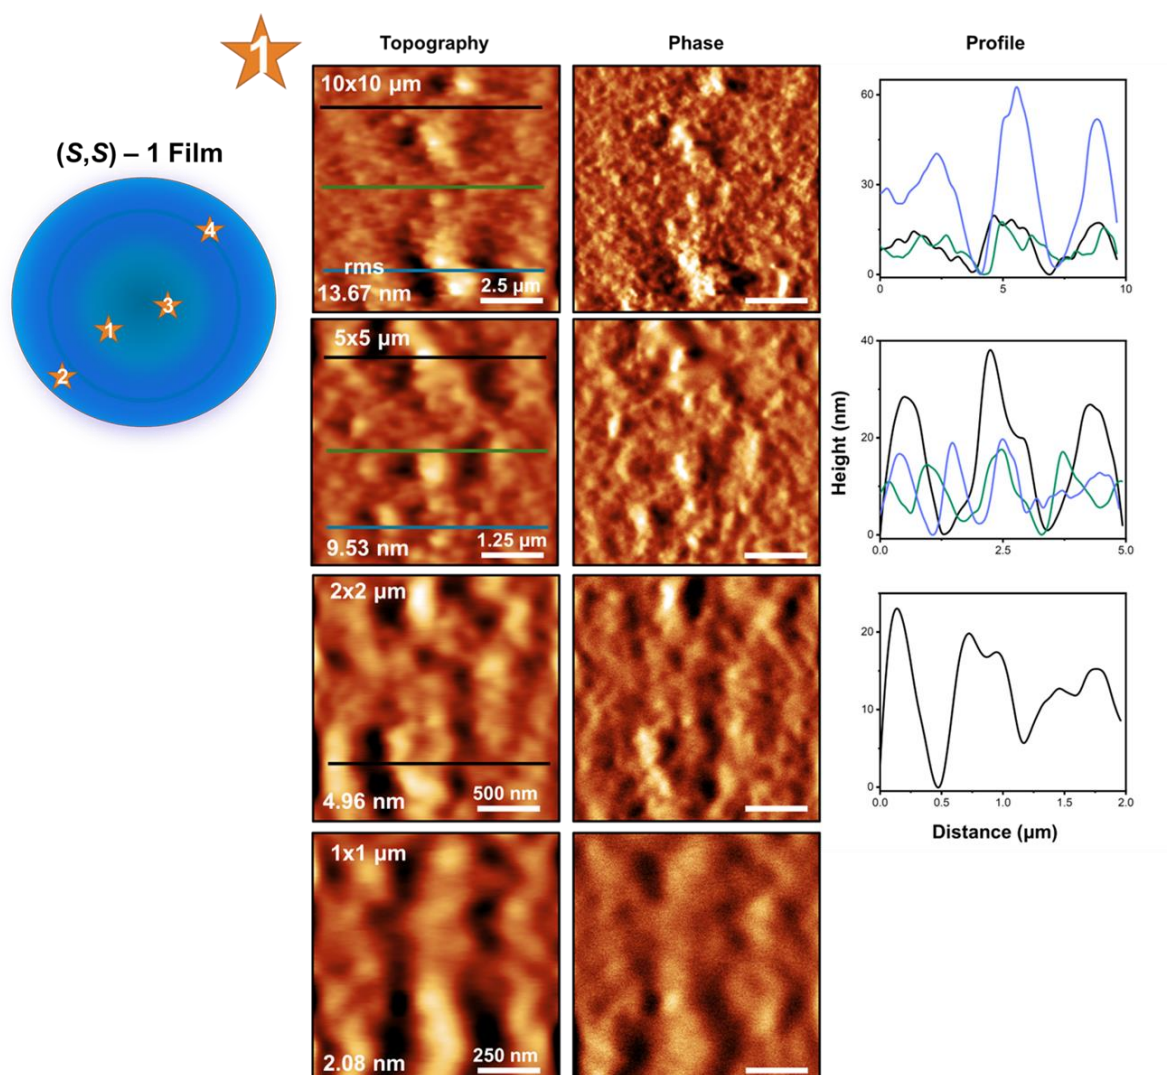 1
Topography
Phase
Profile
(S,S) – 1 Film
4
3
1
2
10x10 µm
rms
13.67 nm
2.5 µm
60
30
0
0
5
10
5x5 µm
9.53 nm
1.25 µm
Height (nm)
40
20
0
0.0
2.5
5.0
2x2 µm
4.96 nm
500 nm
20
10
0
0.0
0.5
1.0
1.5
2.0
Distance (µm)
1x1 µm
2.08 nm
250 nm